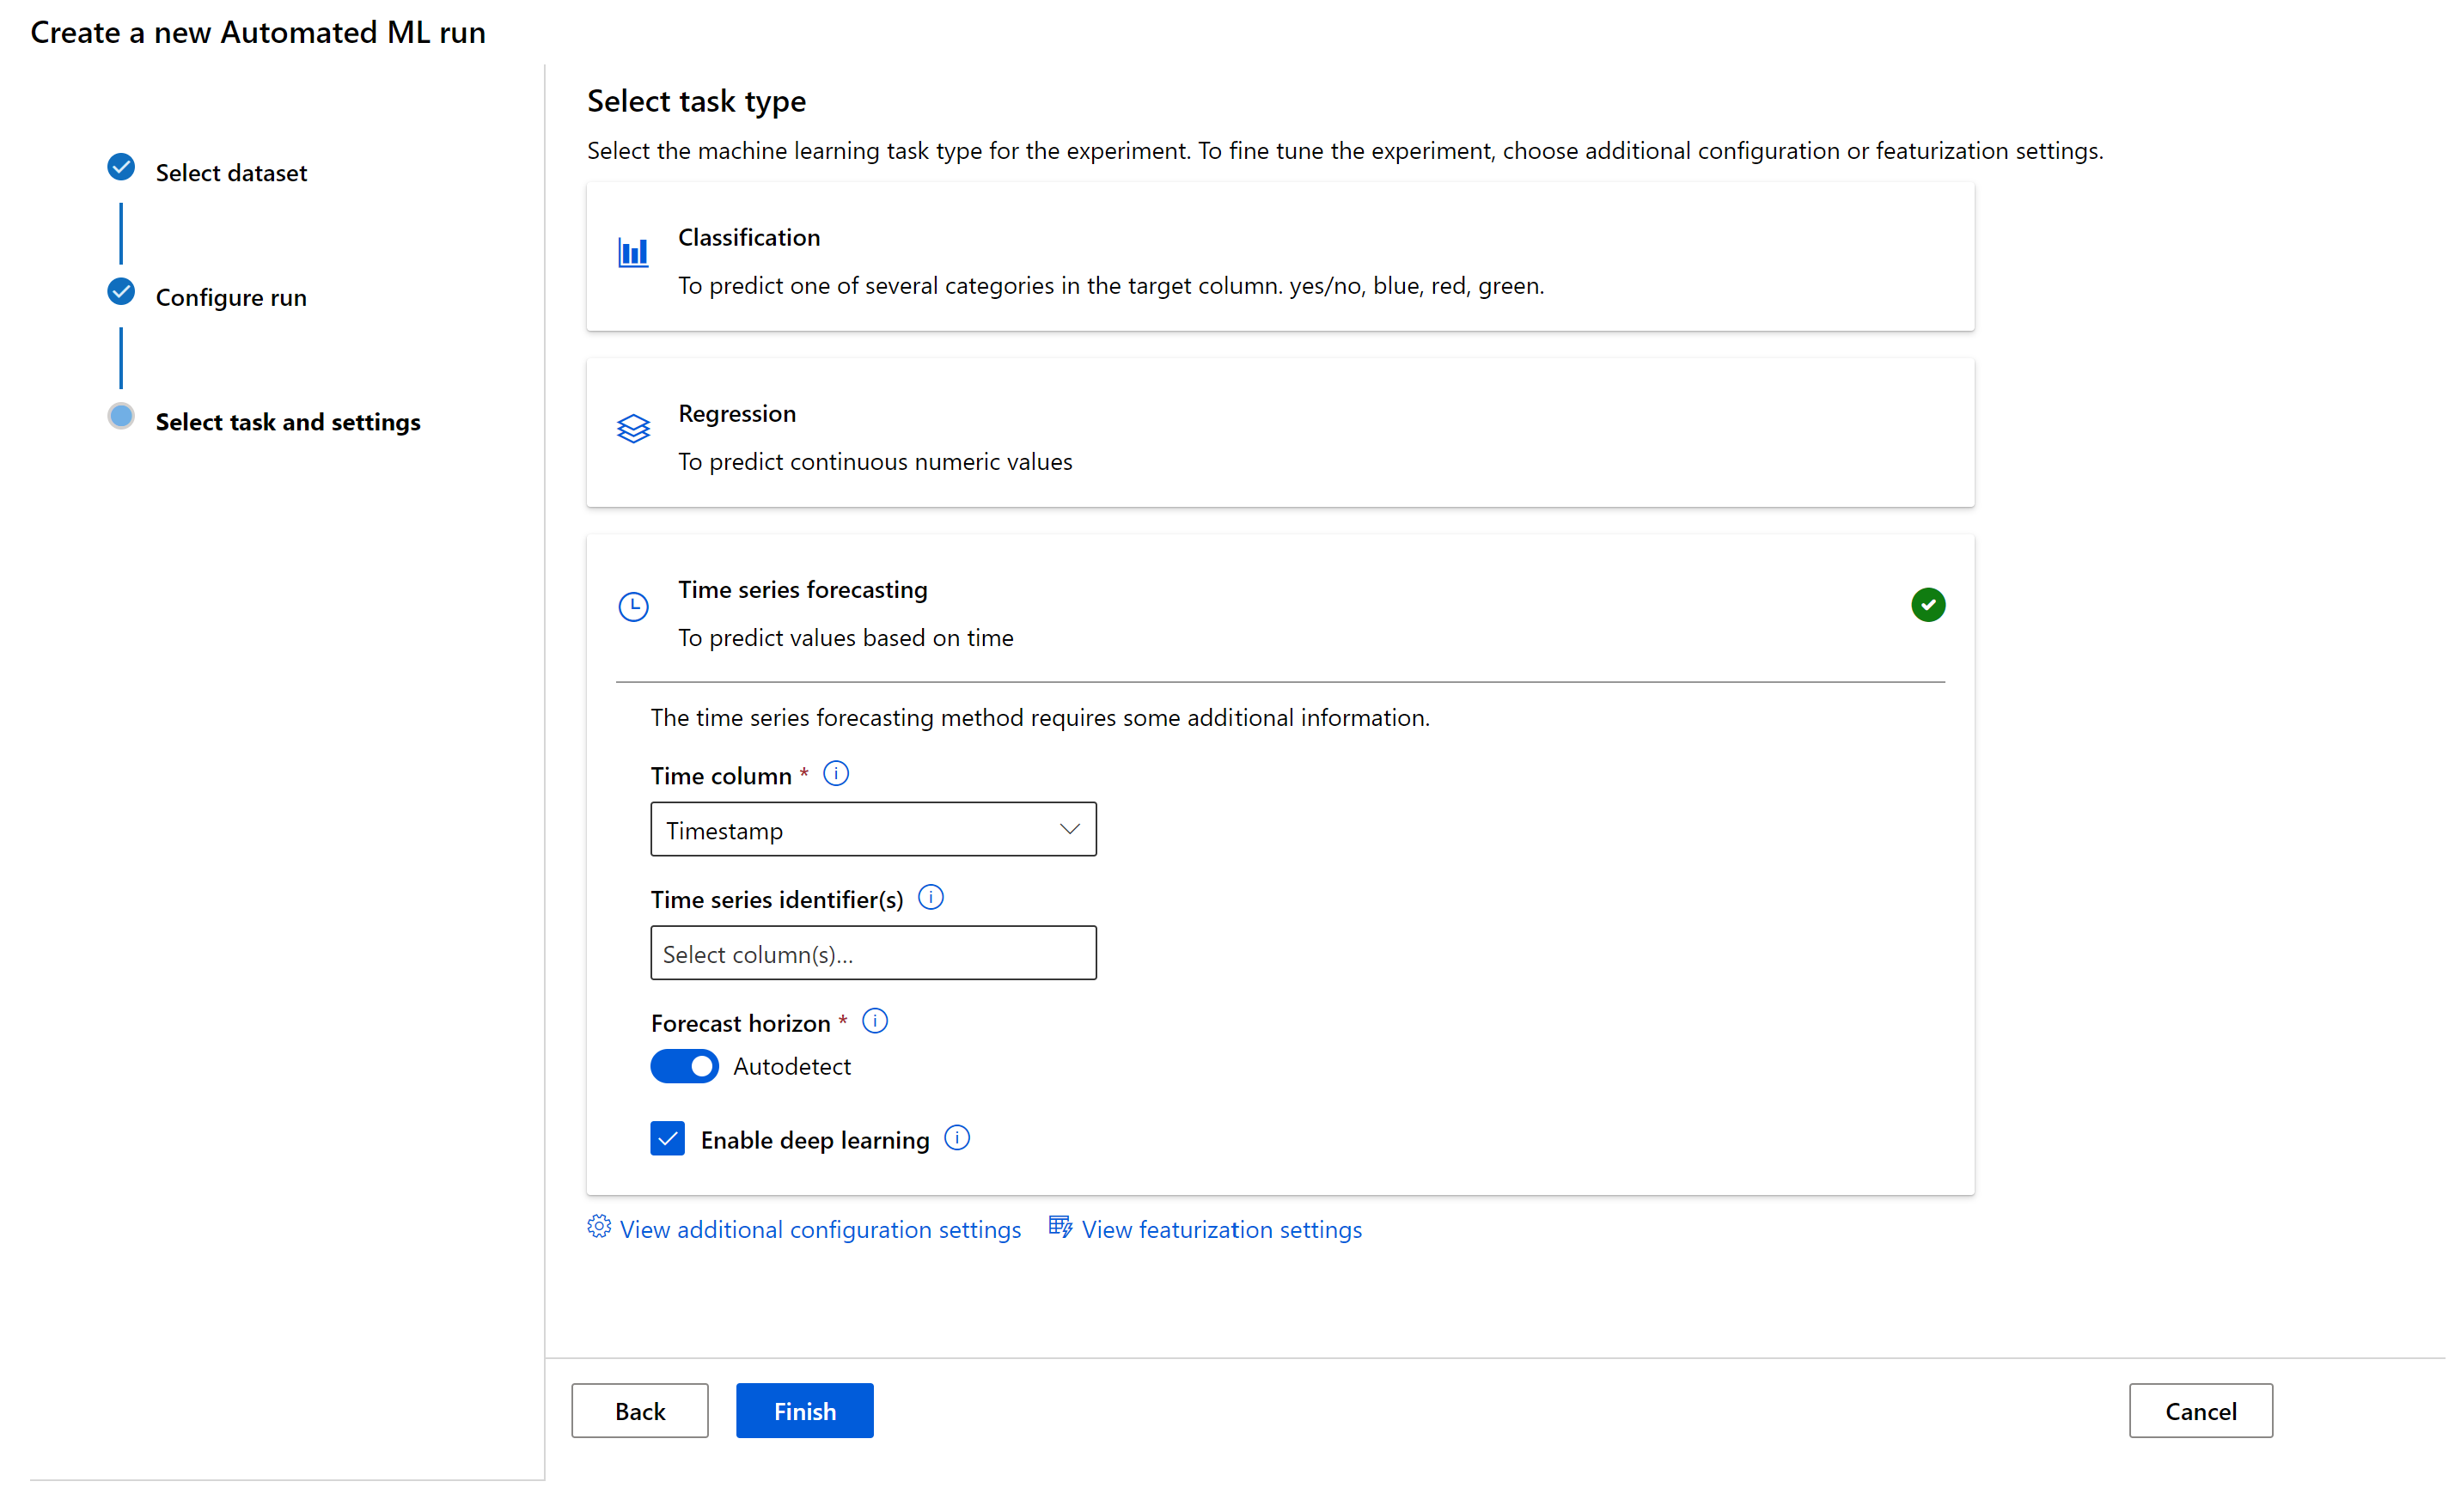 Create a new Automated ML run
Select dataset
Configure run
Select task and settings
Select task type
Select the machine learning task type for the experiment. To fine tune the experiment, choose additional configuration or featurization settings.
Classification
To predict one of several categories in the target column. yes/no, blue, red, green.
Regression
To predict continuous numeric values
Time series forecasting
To predict values based on time
The time series forecasting method requires some additional information.
Time column *
Timestamp
Time series identifier(s)
Select column(s)...
Forecast horizon *
Autodetect
Enable deep learning
View additional configuration settings View featurization settings
Back Finish Cancel